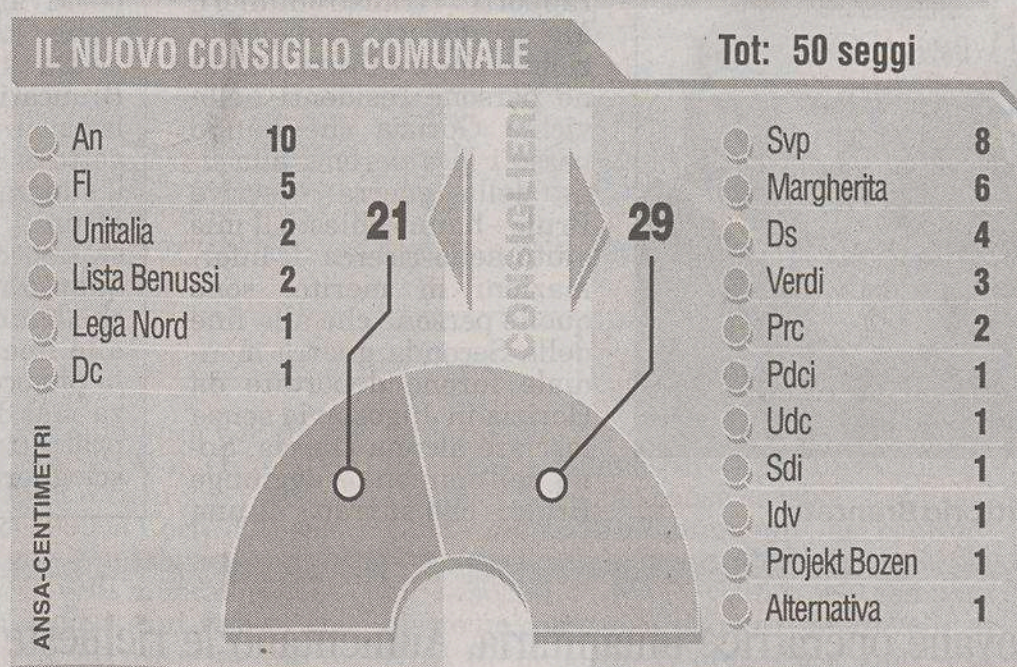 IL NUOVO CONSIGLIO COMUNALE
Tot: 50 seggi
An 10
Fl 5
Unitalia 2
Lista Benussi 2
Lega Nord 1
Dc 1
21
CONSIGLIERI
29
Svp 8
Margherita 6
Ds 4
Verdi 3
Prc 2
Pdci 1
Udc 1
Sdi 1
Idv 1
Projekt Bozen 1
Alternativa 1
ANSA-CENTIMETRI